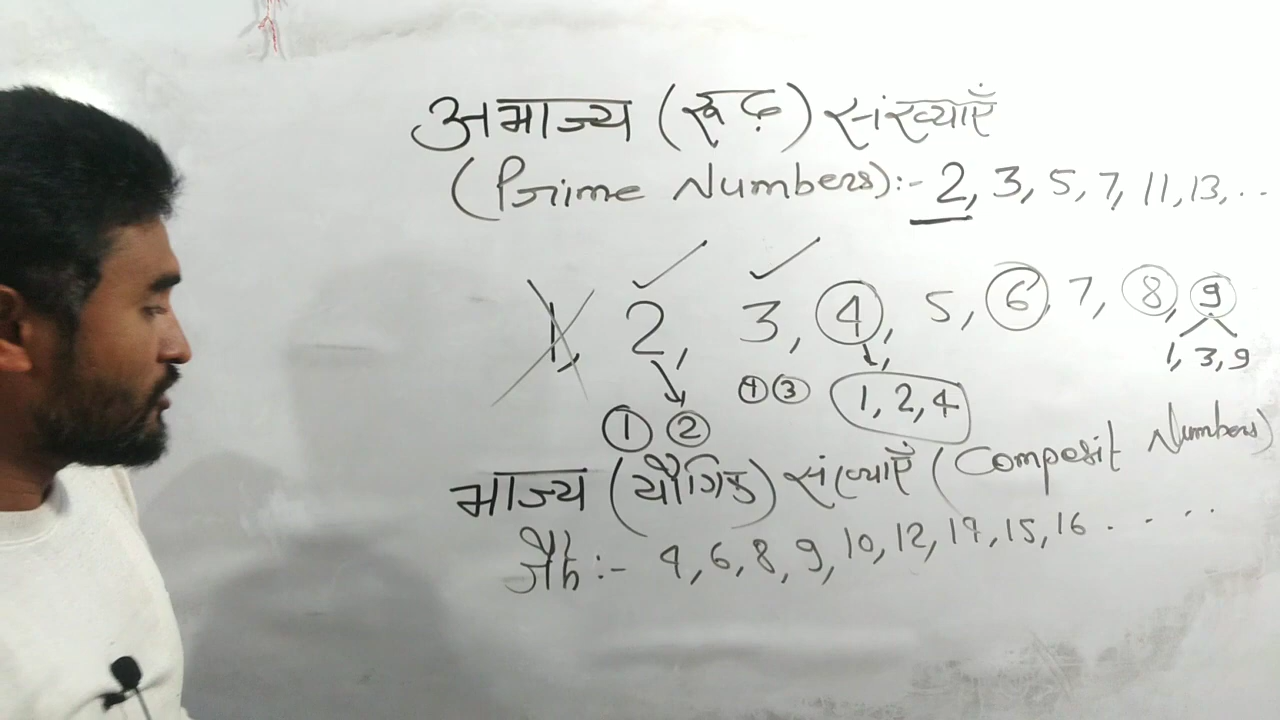 अभाज्य (रूढ़) संख्याएँ
(Prime Numbers):- 2, 3, 5, 7, 11, 13, ...
1, 2, 3, 4, 5, 6, 7, 8, 9
1, 3, 9
1 3 1, 2, 4
1 2
भाज्य (यौगिक) संख्याएँ (Composit Numbers)
जैसे :- 4, 6, 8, 9, 10, 12, 14, 15, 16 . . . .